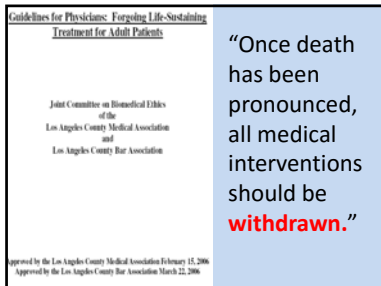 Guidelines for Physicians: Forgoing Life-Sustaining
Treatment for Adult Patients
Joint Committee on Biomedical Ethics
of the
Los Angeles County Medical Association
and
Los Angeles County Bar Association
Approved by the Los Angeles County Medical Association February 15, 2006
Approved by the Los Angeles County Bar Association March 22, 2006
“Once death
has been
pronounced,
all medical
interventions
should be
withdrawn.”